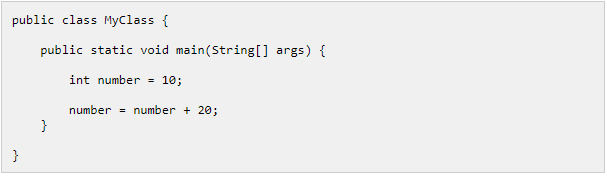 public class MyClass {
public static void main(String[] args) {
int number = 10;
number = number + 20;
}
}